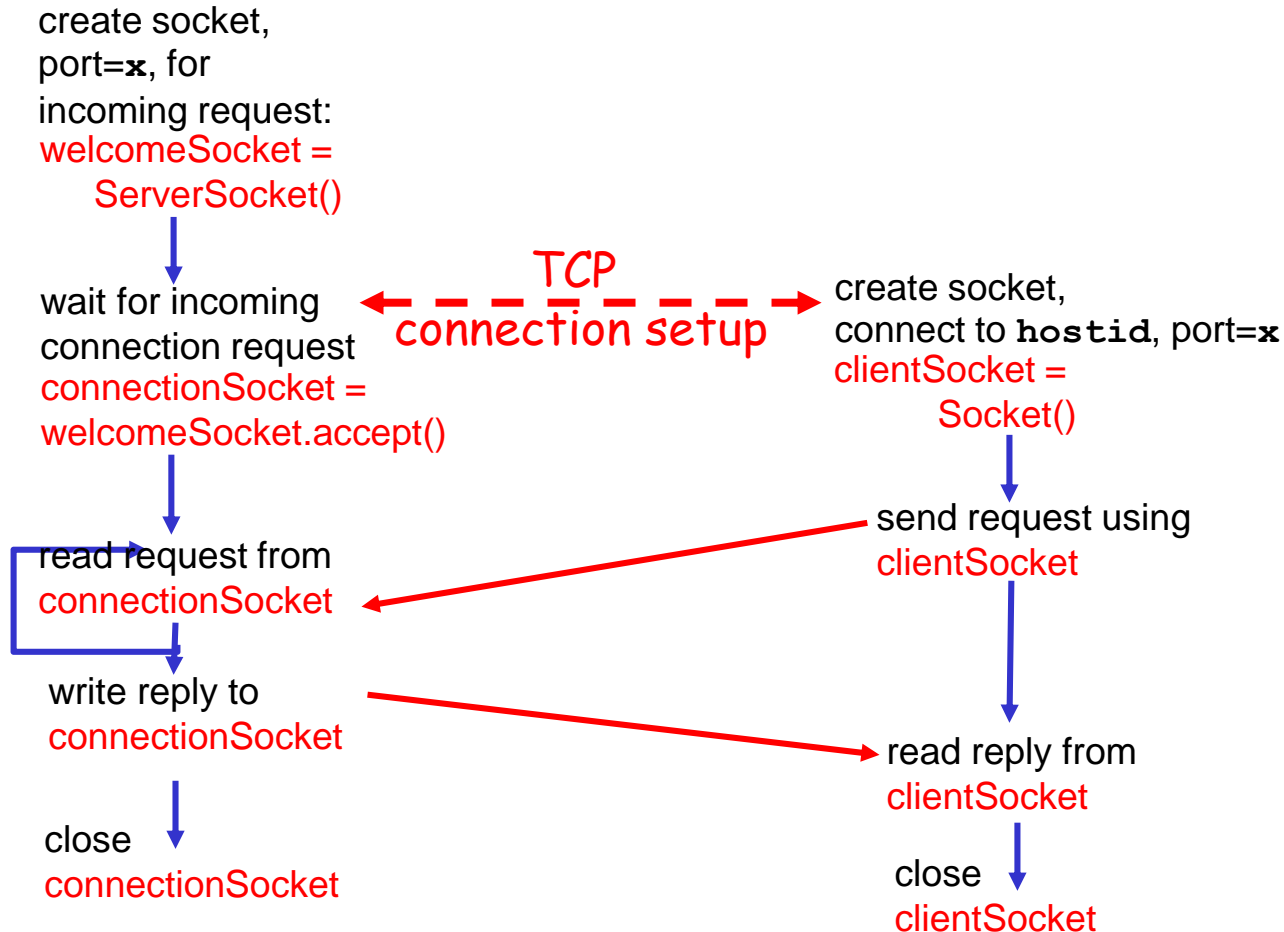 create socket,
port=x, for
incoming request:
welcomeSocket =
ServerSocket()
wait for incoming
connection request
connectionSocket =
welcomeSocket.accept()
TCP
connection setup
create socket,
connect to hostid, port=x
clientSocket =
Socket()
read request from
connectionSocket
send request using
clientSocket
write reply to
connectionSocket
read reply from
clientSocket
close
connectionSocket
close
clientSocket